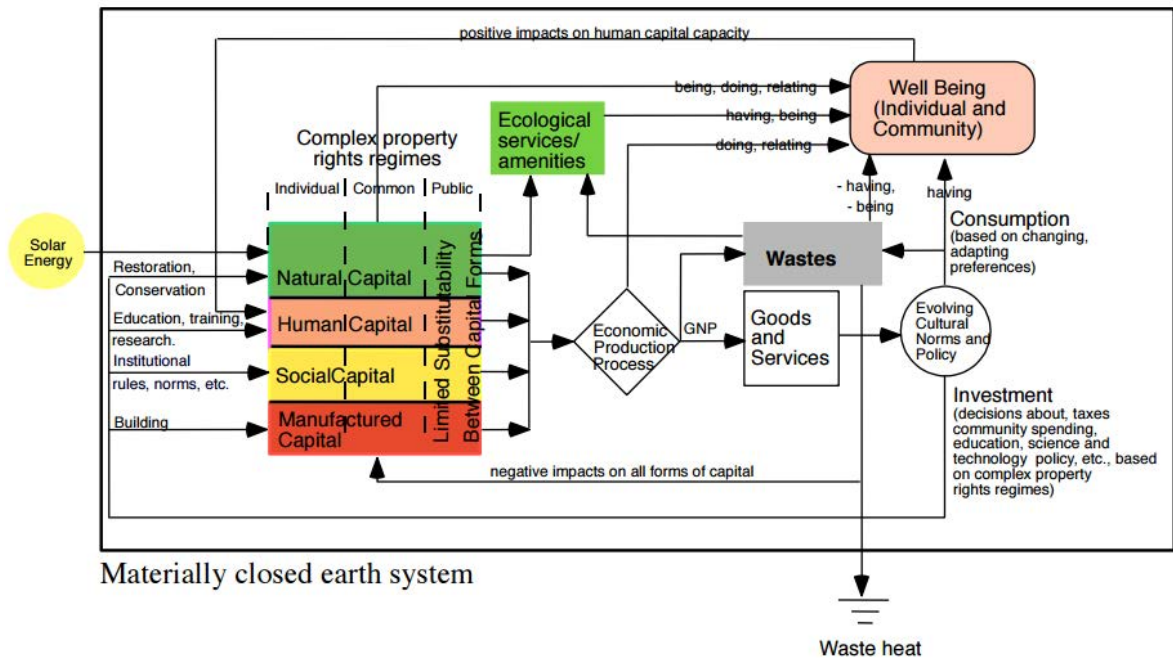 positive impacts on human capital capacity
being, doing, relating
Well Being
(Individual and
Community)
having, being
doing, relating
Ecological
services/
amenities
Complex property
rights regimes
Individual
Common
Public
- having,
- being
having
Consumption
(based on changing,
adapting
preferences)
Solar
Energy
Restoration,
Conservation
Natural Capital
Wastes
Education, training,
research.
Human Capital
Limited Substitutability
Between Capital Forms
Economic
Production
Process
GNP
Goods
and
Services
Evolving
Cultural
Norms and
Policy
Institutional
rules, norms, etc.
SocialCapital
Building
Manufactured
Capital
Investment
(decisions about, taxes
community spending,
education, science and
technology policy, etc., based
on complex property
rights regimes)
negative impacts on all forms of capital
Materially closed earth system
Waste heat